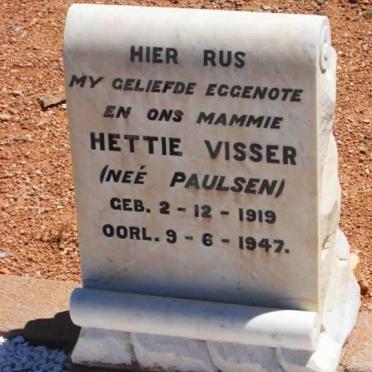 HIER RUS
MY GELIEFDE EGGENOTE
EN ONS MAMMIE
HETTIE VISSER
(NEÉ PAULSEN)
GEB. 2 - 12 - 1919
OORL. 9 - 6 - 1947.